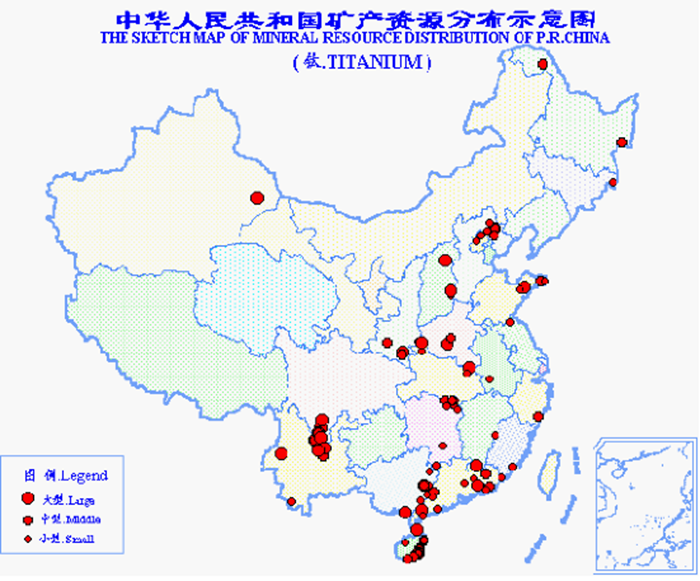 中华人民共和国矿产资源分布示意图
THE SKETCH MAP OF MINERAL RESOURCE DISTRIBUTION OF P.R.CHINA
(钛.TITANIUM)
图 例.Legend
大型.Large
中型.Middle
小型.Small